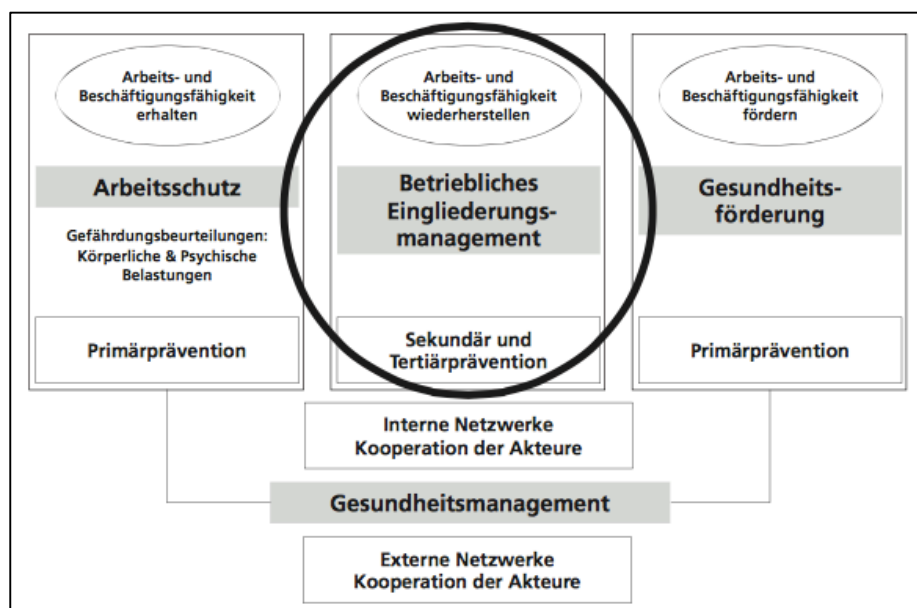 Arbeits- und
Beschäftigungsfähigkeit
erhalten
Arbeitsschutz
Gefährdungsbeurteilungen:
Körperliche & Psychische
Belastungen
Primärprävention
Arbeits- und
Beschäftigungsfähigkeit
wiederherstellen
Betriebliches
Eingliederungs-
management
Sekundär und
Tertiärprävention
Arbeits- und
Beschäftigungsfähigkeit
fördern
Gesundheits-
förderung
Primärprävention
Interne Netzwerke
Kooperation der Akteure
Gesundheitsmanagement
Externe Netzwerke
Kooperation der Akteure